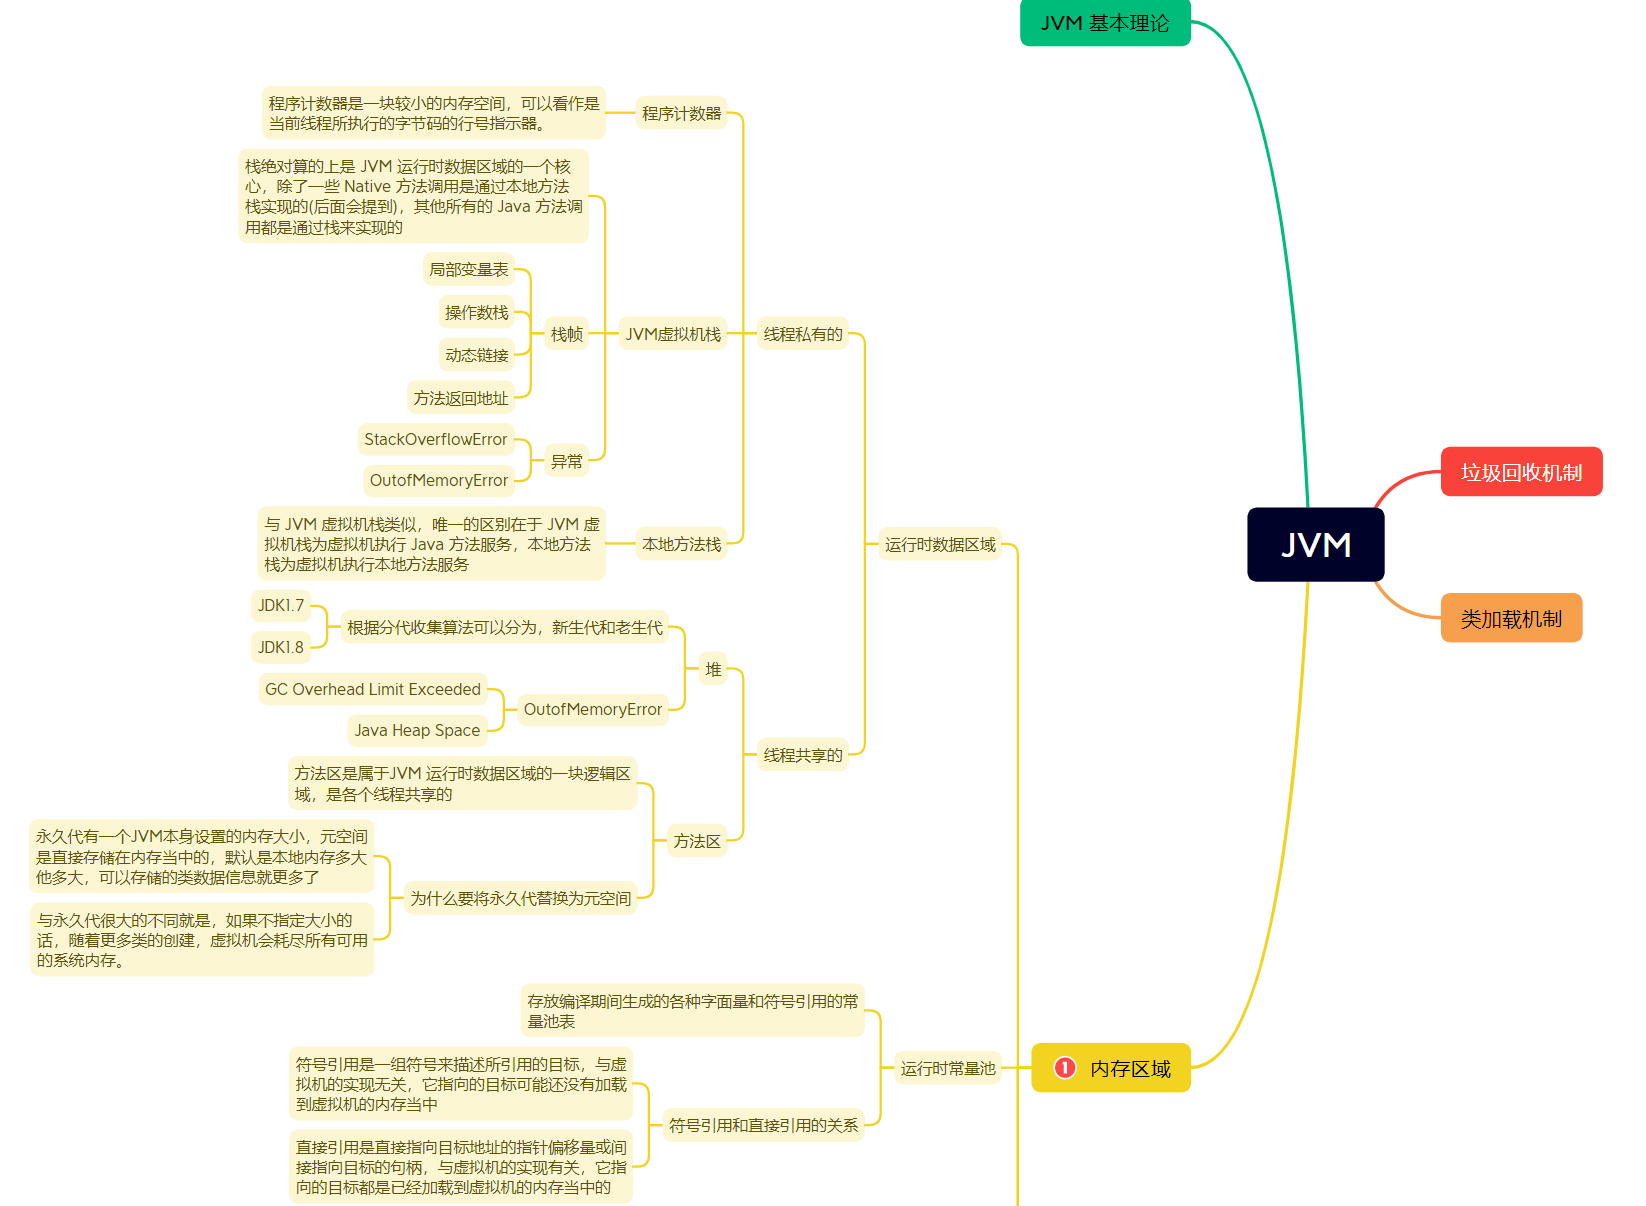 JVM 基本理论
程序计数器是一块较小的内存空间，可以看作是
当前线程所执行的字节码的行号指示器。
程序计数器
栈绝对算的上是 JVM 运行时数据区域的一个核
心，除了一些 Native 方法调用是通过本地方法
栈实现的(后面会提到)，其他所有的 Java 方法调
用都是通过栈来实现的
局部变量表
操作数栈
动态链接
方法返回地址
栈帧
JVM虚拟机栈
线程私有的
StackOverflowError
OutofMemoryError
异常
与 JVM 虚拟机栈类似，唯一的区别在于 JVM 虚
拟机栈为虚拟机执行 Java 方法服务，本地方法
栈为虚拟机执行本地方法服务
本地方法栈
运行时数据区域
JDK1.7
JDK1.8
根据分代收集算法可以分为，新生代和老生代
堆
GC Overhead Limit Exceeded
Java Heap Space
OutofMemoryError
线程共享的
方法区是属于JVM 运行时数据区域的一块逻辑区
域，是各个线程共享的
方法区
永久代有一个JVM本身设置的内存大小，元空间
是直接存储在内存当中的，默认是本地内存多大
他多大，可以存储的类数据信息就更多了
为什么要将永久代替换为元空间
与永久代很大的不同就是，如果不指定大小的
话，随着更多类的创建，虚拟机会耗尽所有可用
的系统内存。
存放编译期间生成的各种字面量和符号引用的常
量池表
运行时常量池
符号引用是一组符号来描述所引用的目标，与虚
拟机的实现无关，它指向的目标可能还没有加载
到虚拟机的内存当中
符号引用和直接引用的关系
直接引用是直接指向目标地址的指针偏移量或间
接指向目标的句柄，与虚拟机的实现有关，它指
向的目标都是已经加载到虚拟机的内存当中的
1 内存区域
JVM
垃圾回收机制
类加载机制